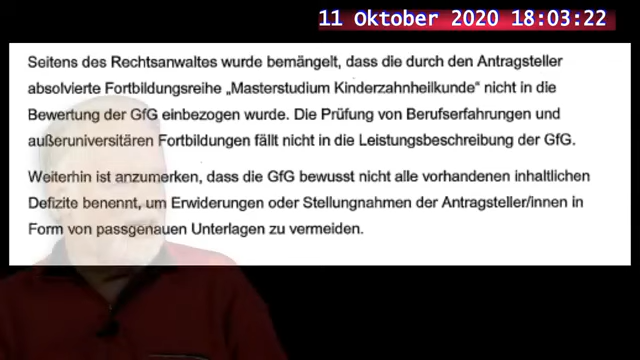 11 Oktober 2020 18:03:22
Seitens des Rechtsanwaltes wurde bemängelt, dass die durch den Antragsteller
absolvierte Fortbildungsreihe „Masterstudium Kinderzahnheilkunde“ nicht in die
Bewertung der GfG einbezogen wurde. Die Prüfung von Berufserfahrungen und
außeruniversitären Fortbildungen fällt nicht in die Leistungsbeschreibung der GfG.
Weiterhin ist anzumerken, dass die GfG bewusst nicht alle vorhandenen inhaltlichen
Defizite benennt, um Erwiderungen oder Stellungnahmen der Antragsteller/innen in
Form von passgenauen Unterlagen zu vermeiden.